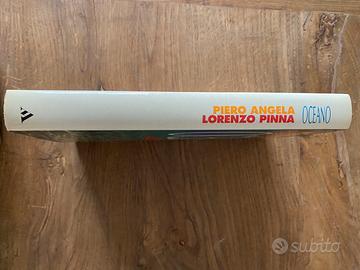 PIERO ANGELA
LORENZO PINNA
OCEANO
subito